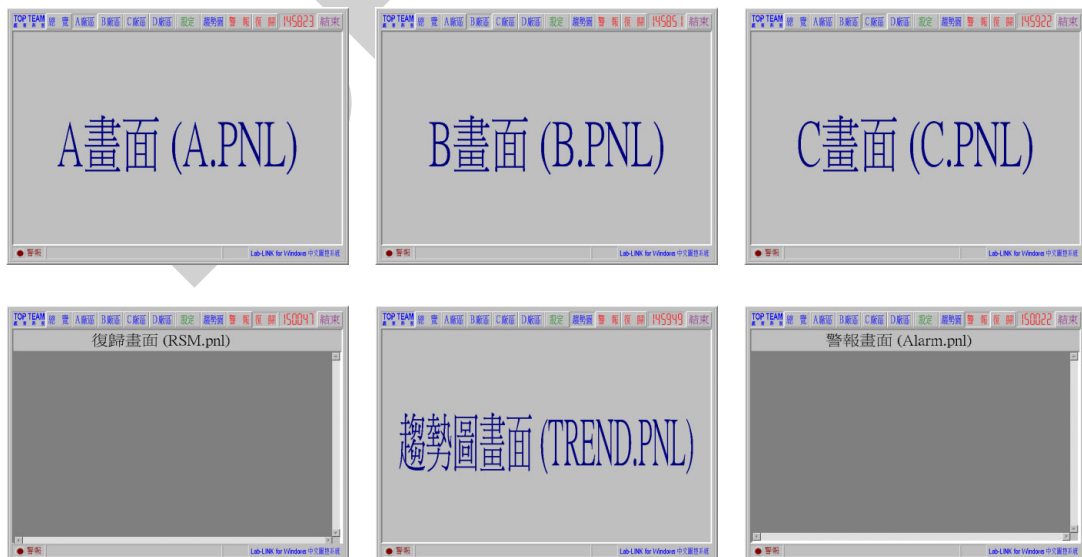 TOP TEAM 總 覽 A廠區 B廠區 C廠區 D廠區 設定 趨勢圖 警 報 復 歸 145823 結束
A畫面 (A.PNL)
警報 Lab-LINK for Windows 中文圖控系統
TOP TEAM 總 覽 A廠區 B廠區 C廠區 D廠區 設定 趨勢圖 警 報 復 歸 145851 結束
B畫面 (B.PNL)
警報 Lab-LINK for Windows 中文圖控系統
TOP TEAM 總 覽 A廠區 B廠區 C廠區 D廠區 設定 趨勢圖 警 報 復 歸 145922 結束
C畫面 (C.PNL)
警報 Lab-LINK for Windows 中文圖控系統
TOP TEAM 總 覽 A廠區 B廠區 C廠區 D廠區 設定 趨勢圖 警 報 復 歸 150047 結束
復歸畫面 (RSM.pnl)
警報 Lab-LINK for Windows 中文圖控系統
TOP TEAM 總 覽 A廠區 B廠區 C廠區 D廠區 設定 趨勢圖 警 報 復 歸 145949 結束
趨勢圖畫面 (TREND.PNL)
警報 Lab-LINK for Windows 中文圖控系統
TOP TEAM 總 覽 A廠區 B廠區 C廠區 D廠區 設定 趨勢圖 警 報 復 歸 150022 結束
警報畫面 (Alarm.pnl)
警報 Lab-LINK for Windows 中文圖控系統